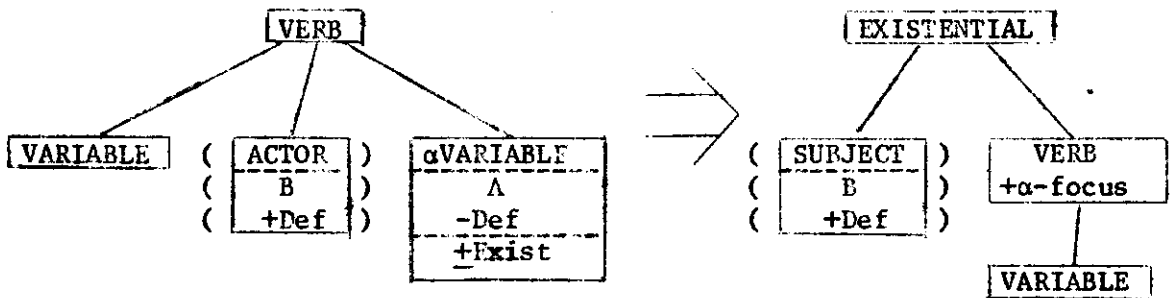 VERB
VARIABLE
( ACTOR )
( B )
( +Def )
αVARIABLE
A
-Def
±Exist
EXISTENTIAL
( SUBJECT )
( B )
( +Def )
VERB
+α-focus
VARIABLE